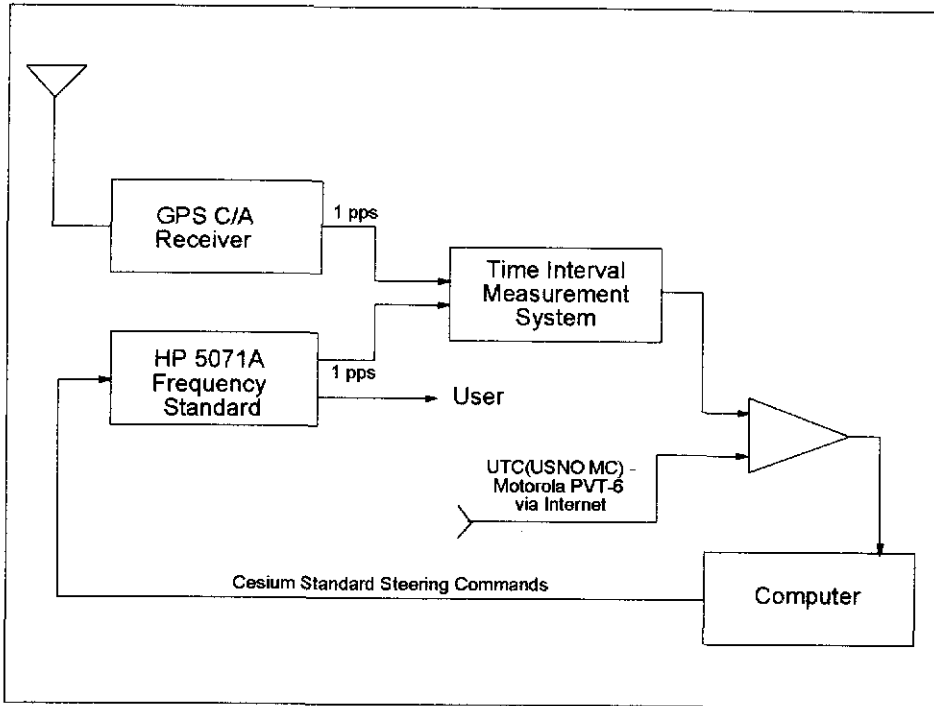 GPS C/A
Receiver
1 pps
Time Interval
Measurement
System
HP 5071A
Frequency
Standard
1 pps
User
UTC(USNO MC) -
Motorola PVT-6
via Internet
Cesium Standard Steering Commands
Computer